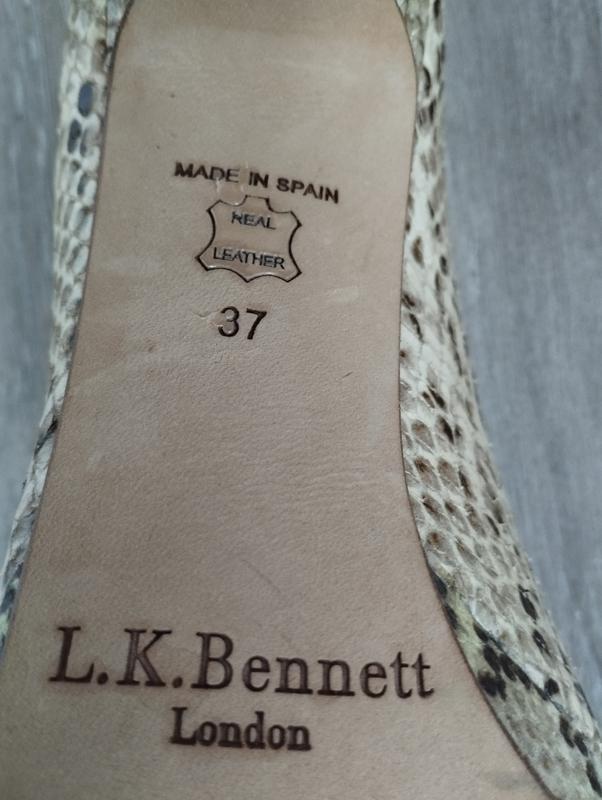 MADE IN SPAIN
REAL
LEATHER
37
L.K.Bennett
London